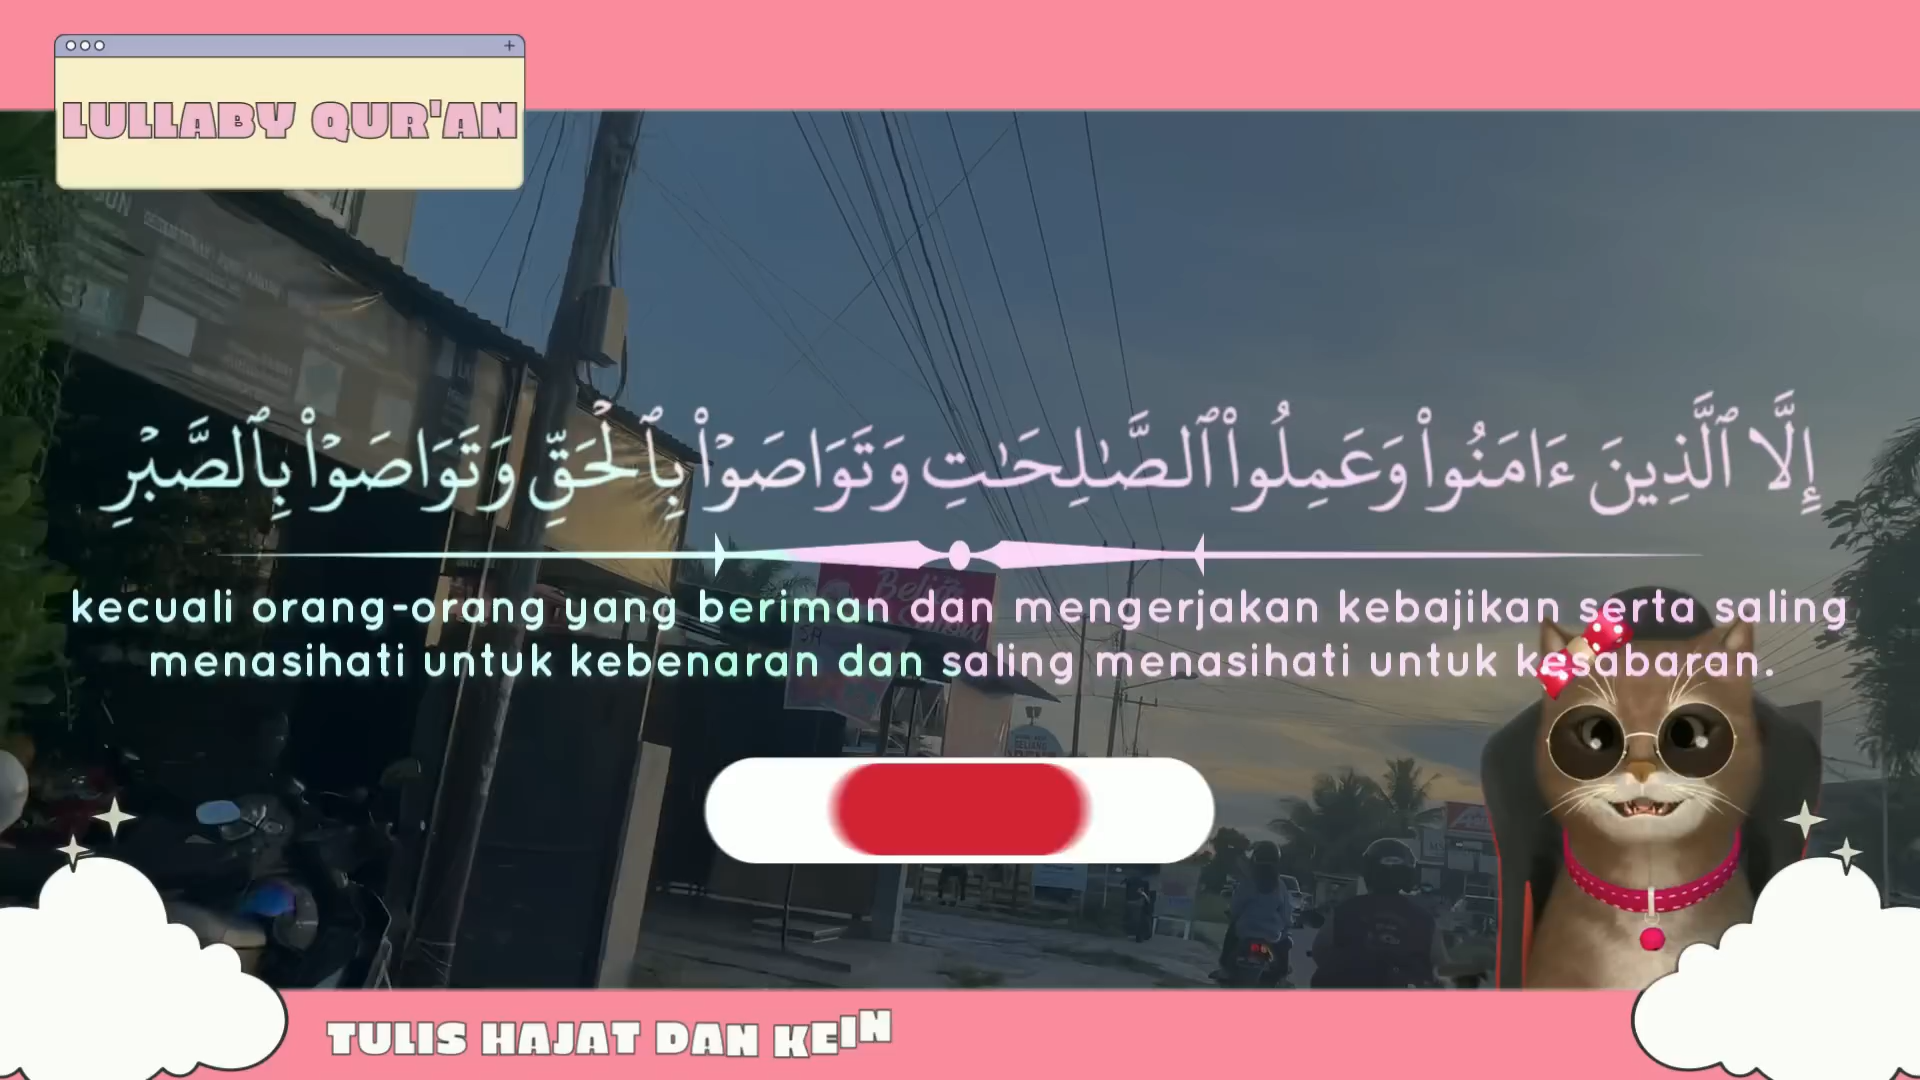 LULLABY QUR'AN
إِلَّا ٱلَّذِينَ ءَامَنُوا۟ وَعَمِلُوا۟ ٱلصَّـٰلِحَـٰتِ وَتَوَاصَوْا۟ بِٱلْحَقِّ وَتَوَاصَوْا۟ بِٱلصَّبْرِ
kecuali orang-orang yang beriman dan mengerjakan kebajikan serta saling
menasihati untuk kebenaran dan saling menasihati untuk kesabaran.
TULIS HAJAT DAN KEIN